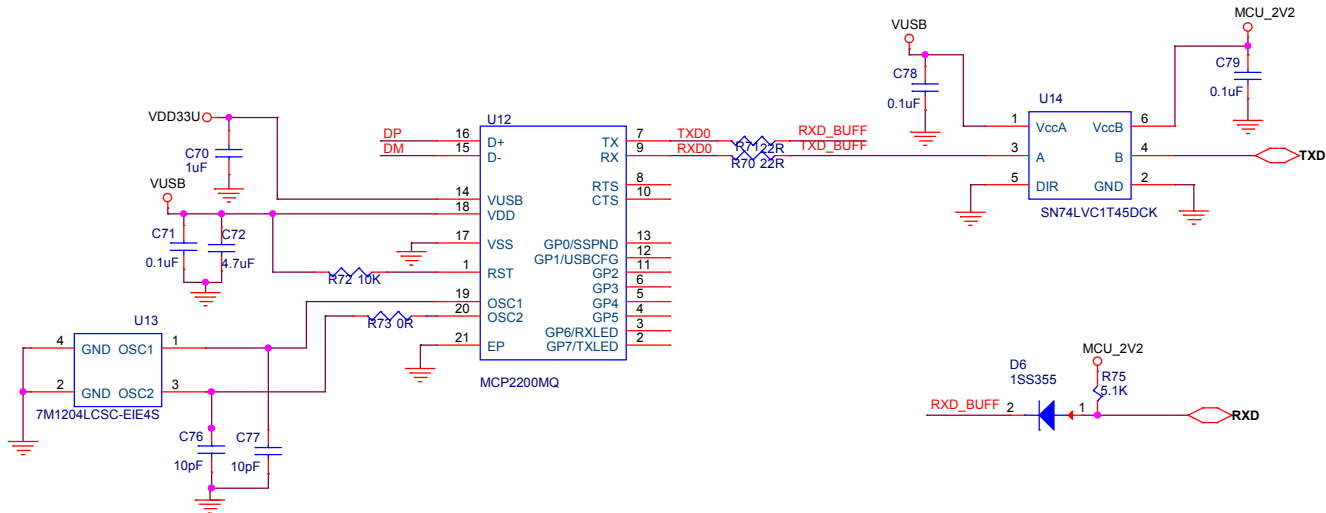 MCU_2V2
VUSB
C78
0.1uF
C79
0.1uF
U14
1 VccA VccB 6
3 A B 4 TXD
5 DIR GND 2
SN74LVC1T45DCK
VDD33U
C70
1uF
VUSB
C71
0.1uF
C72
4.7uF
U12
DP 16 D+ TX 7 TXD0 R71 22R RXD_BUFF
DM 15 D- RX 9 RXD0 R70 22R TXD_BUFF
RTS 8
CTS 10
14 VUSB
18 VDD
17 VSS GP0/SSPND 13
GP1/USBCFG 12
R72 10K 1 RST GP2 11
GP3 6
19 OSC1 GP4 5
R73 0R 20 OSC2 GP5 4
GP6/RXLED 3
21 EP GP7/TXLED 2
MCP2200MQ
U13
4 GND OSC1 1
2 GND OSC2 3
7M1204LCSC-EIE4S
C76
10pF
C77
10pF
MCU_2V2
D6
1SS355
R75
5.1K
RXD_BUFF 2 1 RXD